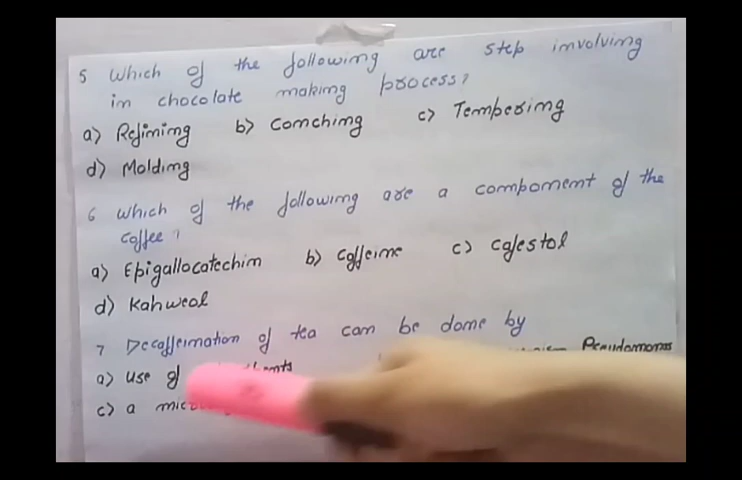 5 Which of the following are step involving
in chocolate making process?
a) Refining b) Conching c) Tempering
d) Molding
6 Which of the following are a component of the
coffee?
a) Epigallocatechin b) Caffeine c) Cafestol
d) Kahweol
7 Decaffeination of tea can be done by
a) Use of Pseudomonas
c) a